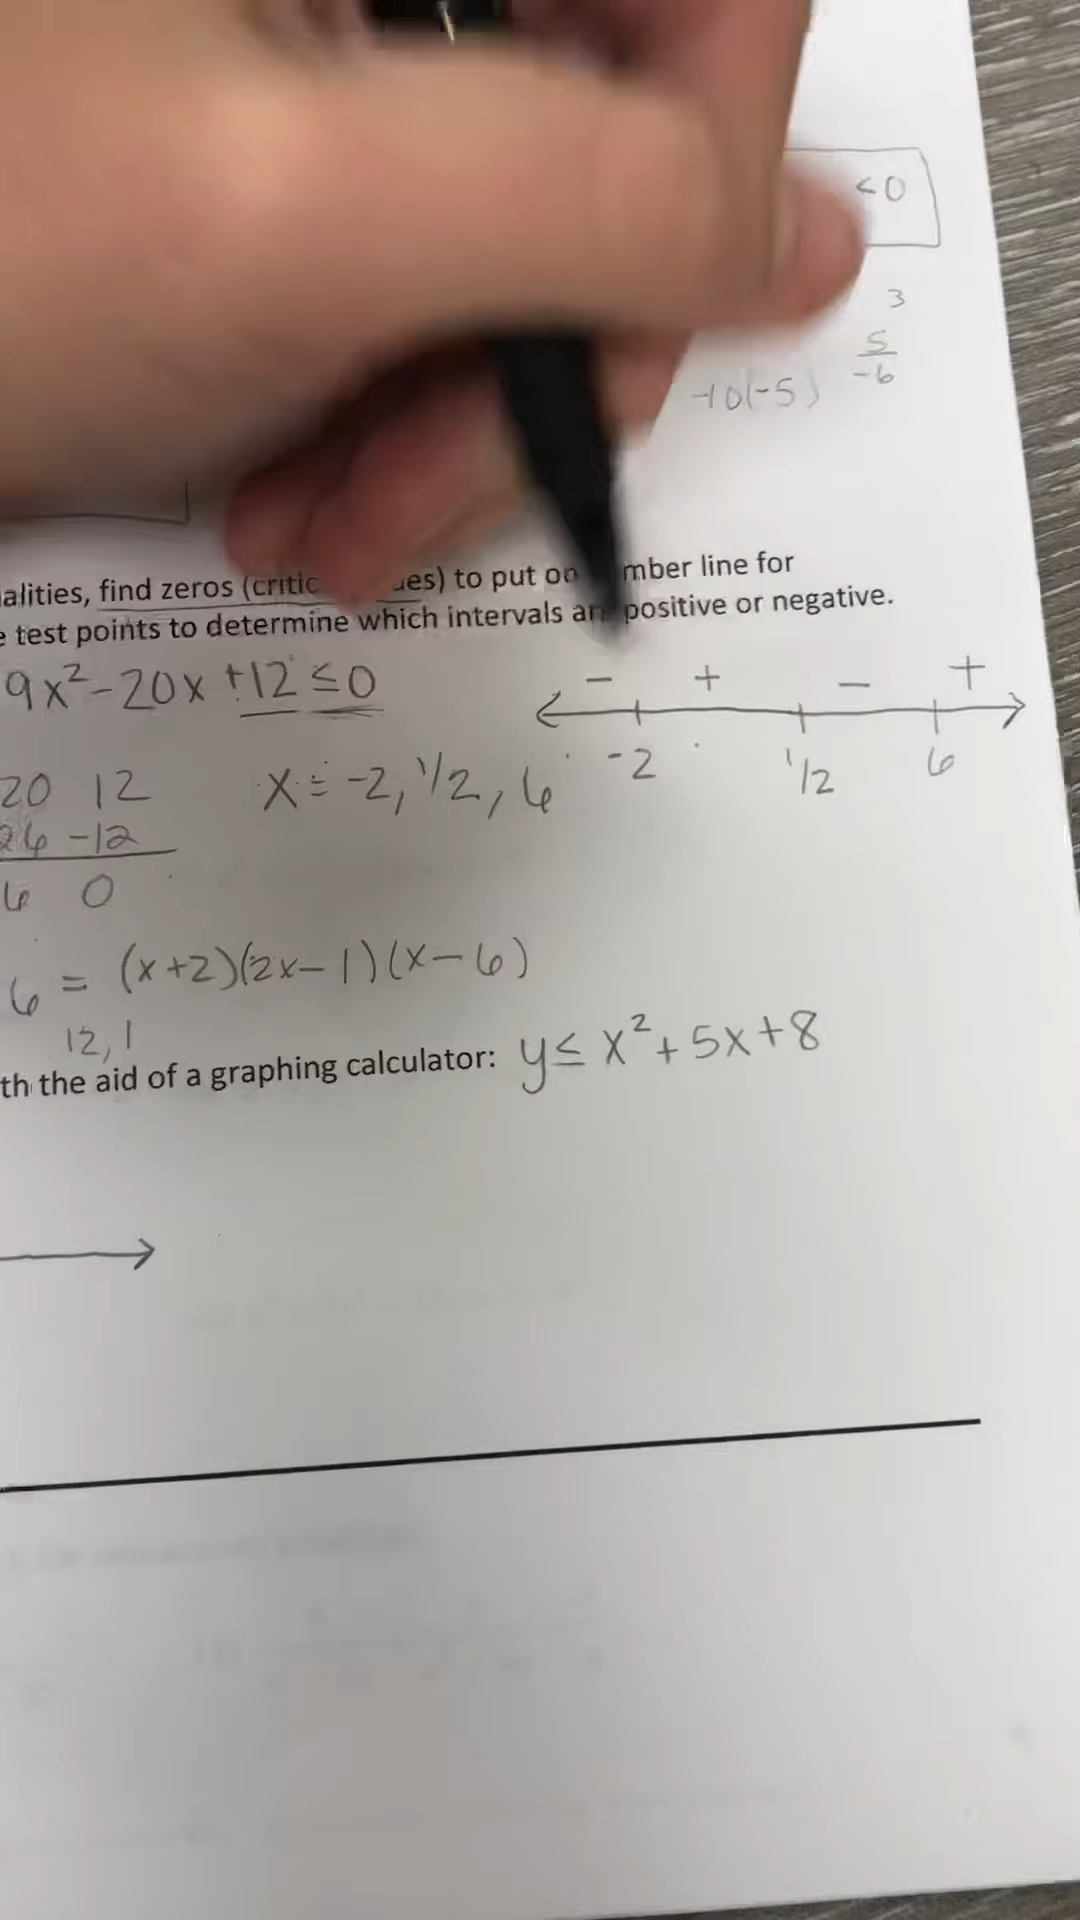 <0
3
5
-10(-5) -6
alities, find zeros (critic ues) to put on mber line for
e test points to determine which intervals are positive or negative.
9x²-20x+12≤0
- + - +
20 12
x = -2, 1/2, 6
-2 1/2 6
26 -12
6 0
6 = (x+2)(2x-1)(x-6)
12,1
th the aid of a graphing calculator: y≤ x²+5x+8